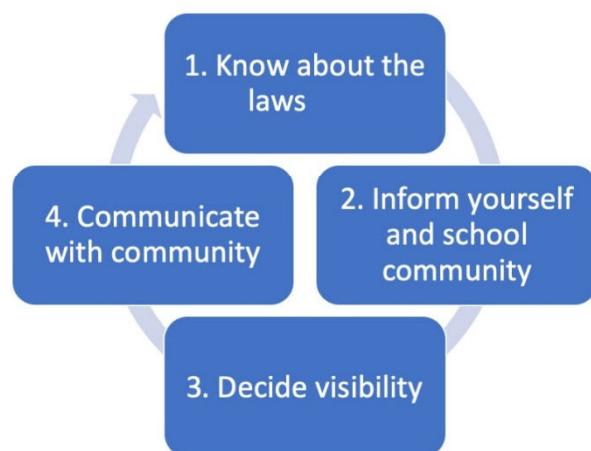 1. Know about the
laws
2. Inform yourself
and school
community
3. Decide visibility
4. Communicate
with community